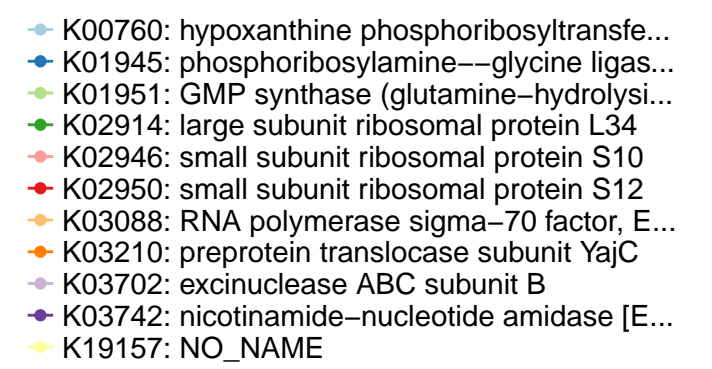 K00760: hypoxanthine phosphoribosyltransfe...
K01945: phosphoribosylamine−−glycine ligas...
K01951: GMP synthase (glutamine−hydrolysi...
K02914: large subunit ribosomal protein L34
K02946: small subunit ribosomal protein S10
K02950: small subunit ribosomal protein S12
K03088: RNA polymerase sigma−70 factor, E...
K03210: preprotein translocase subunit YajC
K03702: excinuclease ABC subunit B
K03742: nicotinamide−nucleotide amidase [E...
K19157: NO_NAME